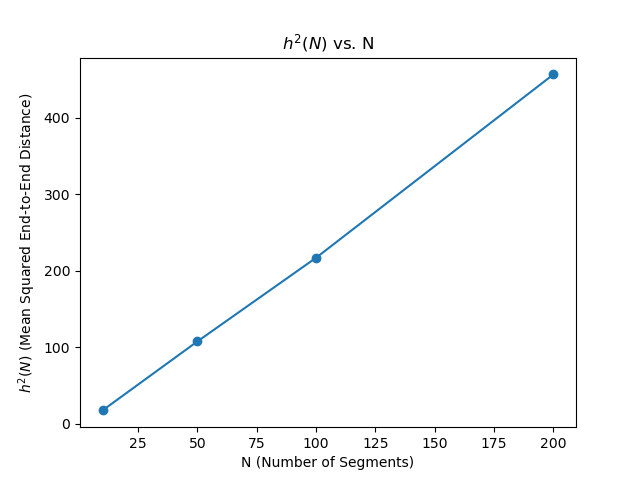 h²(N) vs. N
h²(N) (Mean Squared End-to-End Distance)
400
300
200
100
0
25 50 75 100 125 150 175 200
N (Number of Segments)